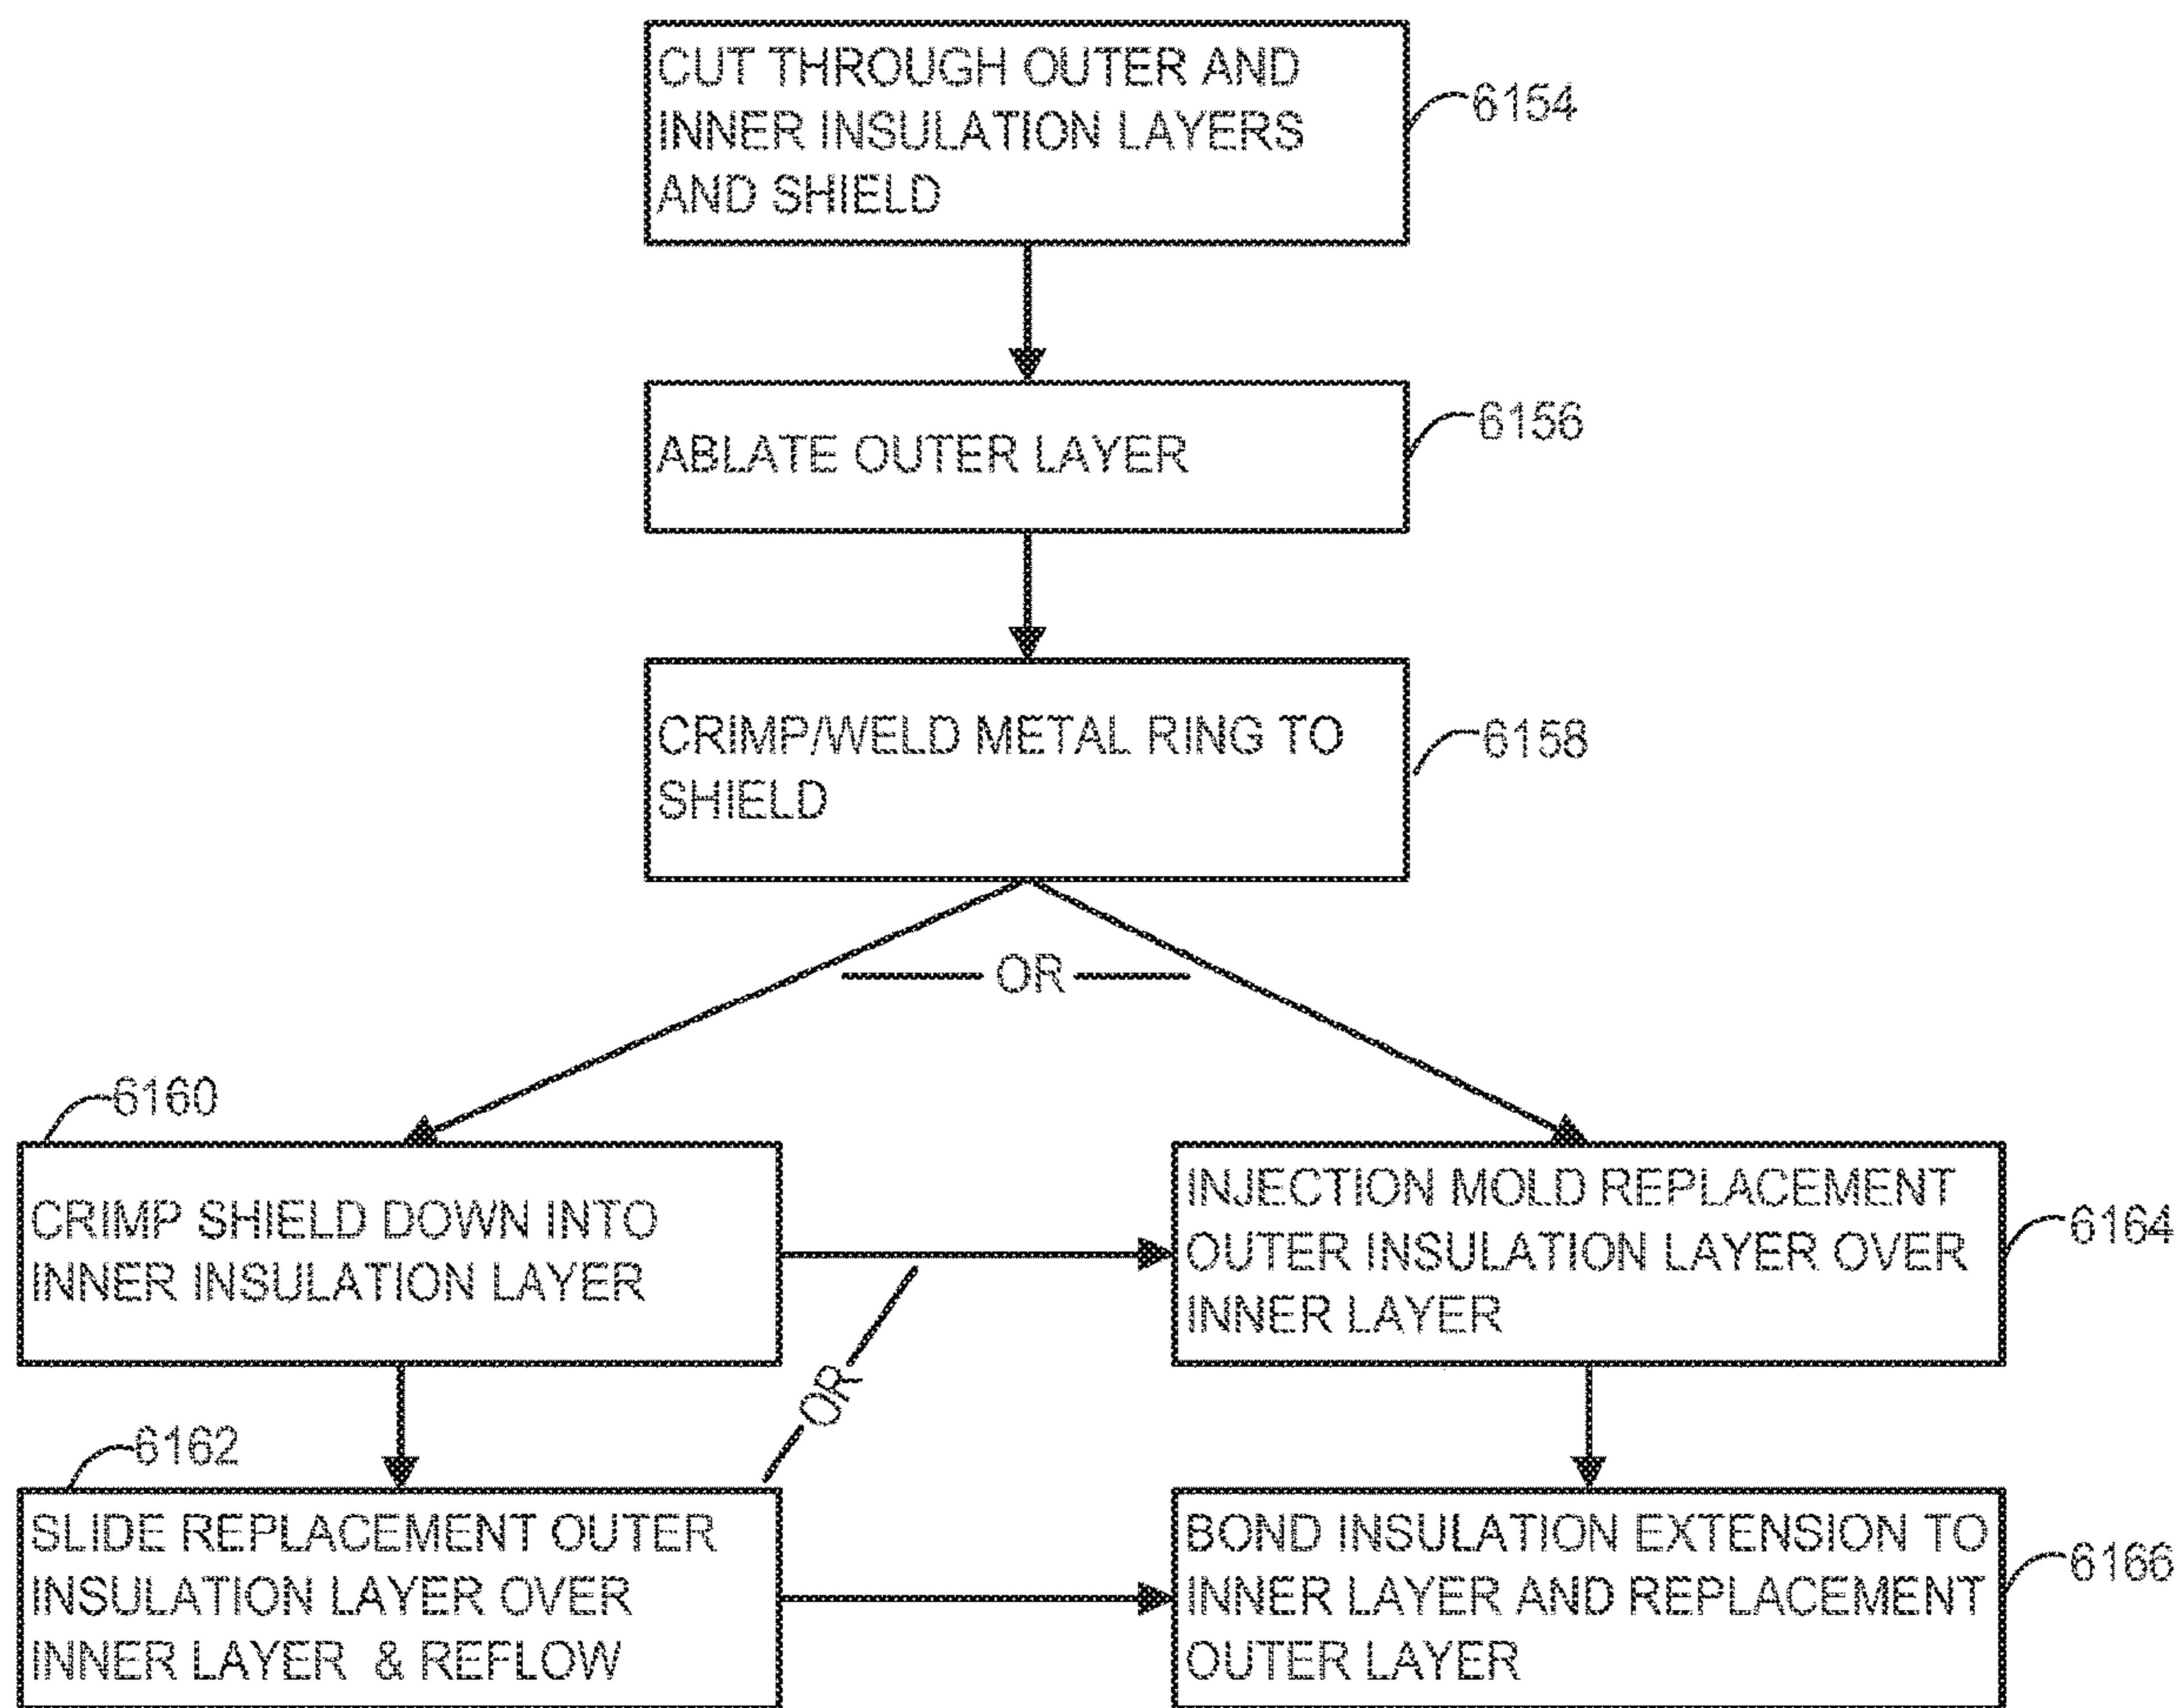 CUT THROUGH OUTER AND
INNER INSULATION LAYERS
AND SHIELD
6154
ABLATE OUTER LAYER
6156
CRIMP/WELD METAL RING TO
SHIELD
6158
OR
6160
CRIMP SHIELD DOWN INTO
INNER INSULATION LAYER
INJECTION MOLD REPLACEMENT
OUTER INSULATION LAYER OVER
INNER LAYER
6164
OR
6162
SLIDE REPLACEMENT OUTER
INSULATION LAYER OVER
INNER LAYER & REFLOW
BOND INSULATION EXTENSION TO
INNER LAYER AND REPLACEMENT
OUTER LAYER
6166